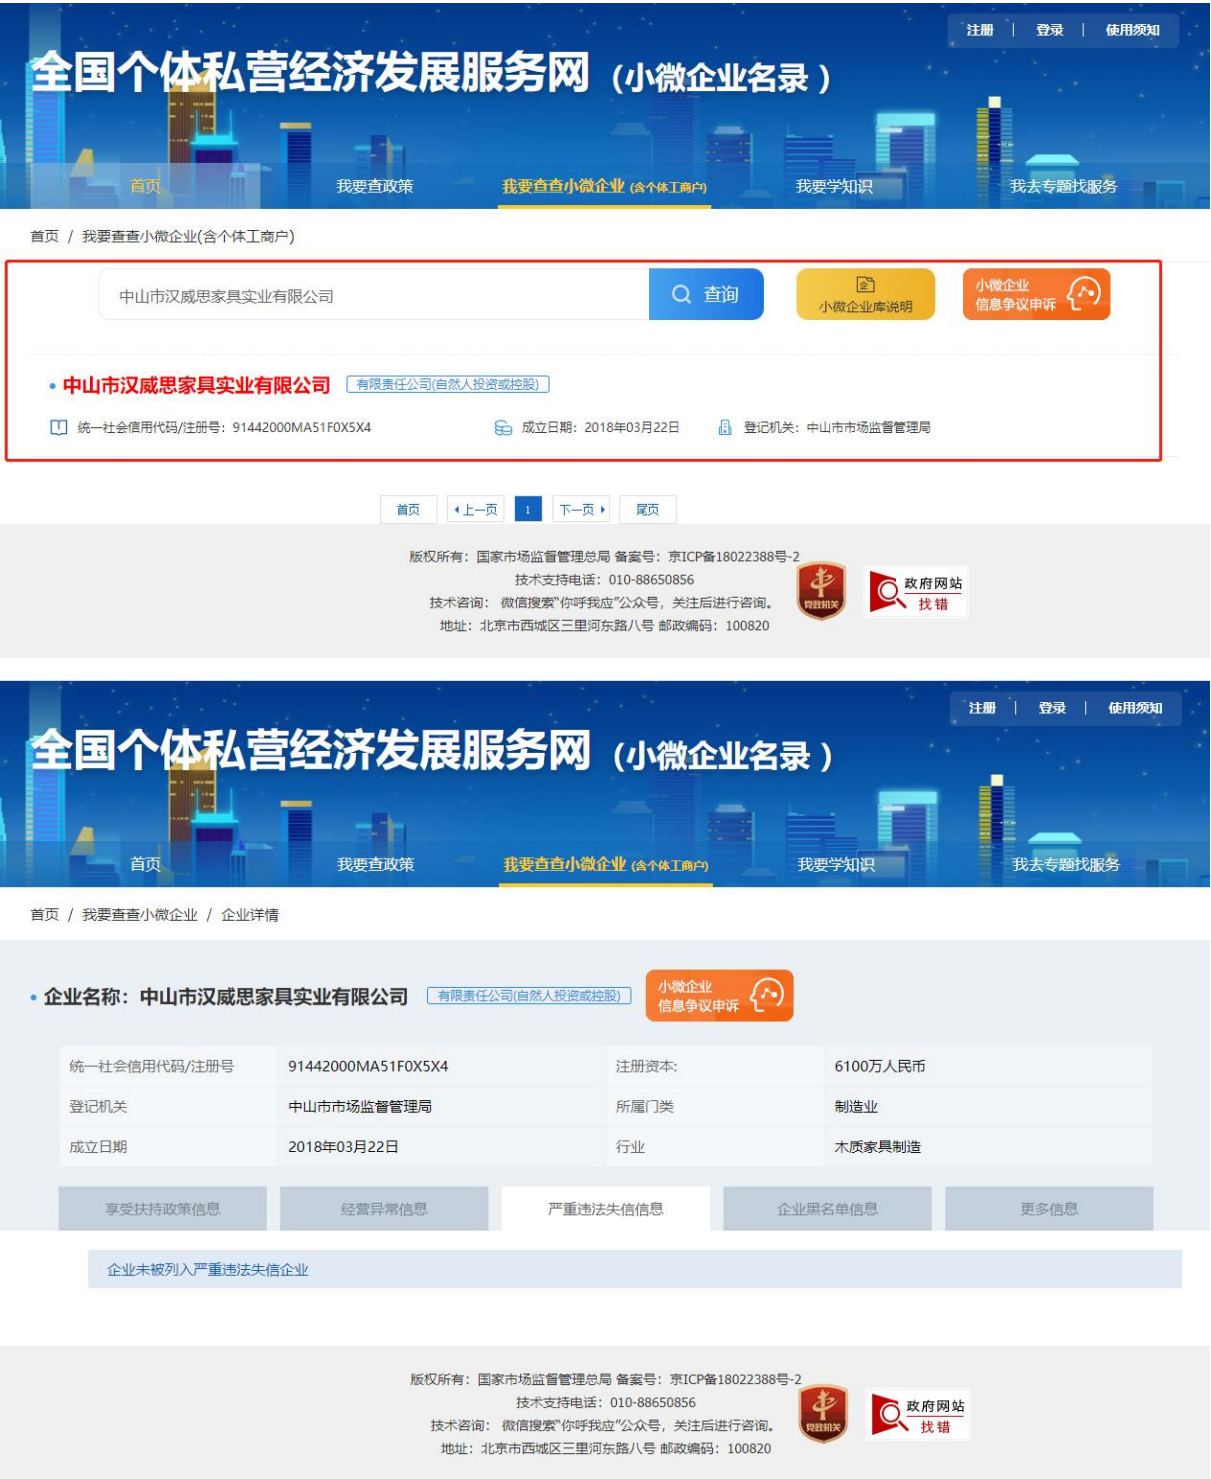 注册 | 登录 | 使用须知
全国个体私营经济发展服务网（小微企业名录）
首页 我要查政策 我要查查小微企业 (含个体工商户) 我要学知识 我去专题找服务
首页 / 我要查查小微企业(含个体工商户)
中山市汉威思家具实业有限公司 查询 小微企业库说明 小微企业
信息争议申诉
中山市汉威思家具实业有限公司 有限责任公司(自然人投资或控股)
统一社会信用代码/注册号：91442000MA51F0X5X4 成立日期：2018年03月22日 登记机关：中山市市场监督管理局
首页 上一页 1 下一页 尾页
版权所有：国家市场监督管理总局 备案号：京ICP备18022388号-2
技术支持电话：010-88650856
技术咨询： 微信搜索“你呼我应”公众号，关注后进行咨询。
地址：北京市西城区三里河东路八号 邮政编码：100820
党政机关
政府网站
找错
注册 | 登录 | 使用须知
全国个体私营经济发展服务网（小微企业名录）
首页 我要查政策 我要查查小微企业 (含个体工商户) 我要学知识 我去专题找服务
首页 / 我要查查小微企业 / 企业详情
企业名称：中山市汉威思家具实业有限公司 有限责任公司(自然人投资或控股) 小微企业
信息争议申诉
统一社会信用代码/注册号 91442000MA51F0X5X4 注册资本: 6100万人民币
登记机关 中山市市场监督管理局 所属门类 制造业
成立日期 2018年03月22日 行业 木质家具制造
享受扶持政策信息 经营异常信息 严重违法失信信息 企业黑名单信息 更多信息
企业未被列入严重违法失信企业
版权所有：国家市场监督管理总局 备案号：京ICP备18022388号-2
技术支持电话：010-88650856
技术咨询： 微信搜索“你呼我应”公众号，关注后进行咨询。
地址：北京市西城区三里河东路八号 邮政编码：100820
党政机关
政府网站
找错